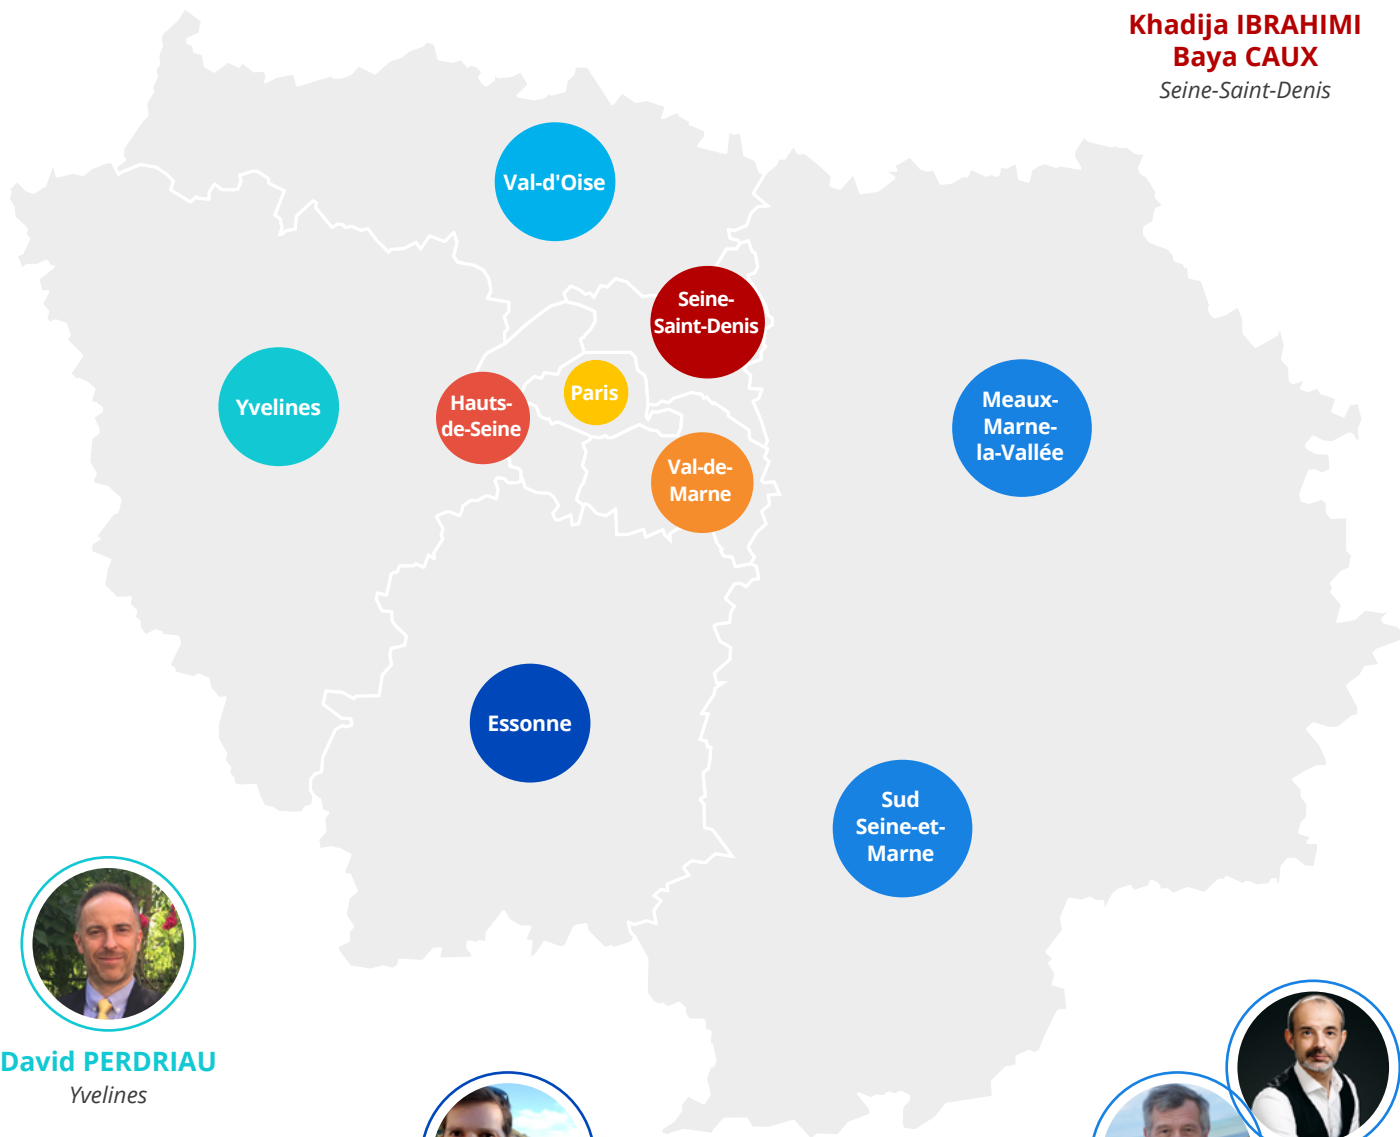 Khadija IBRAHIMI
Baya CAUX
Seine-Saint-Denis
Val-d'Oise
Seine-
Saint-Denis
Yvelines
Hauts-
de-Seine
Paris
Meaux-
Marne-
la-Vallée
Val-de-
Marne
Essonne
Sud
Seine-et-
Marne
David PERDRIAU
Yvelines